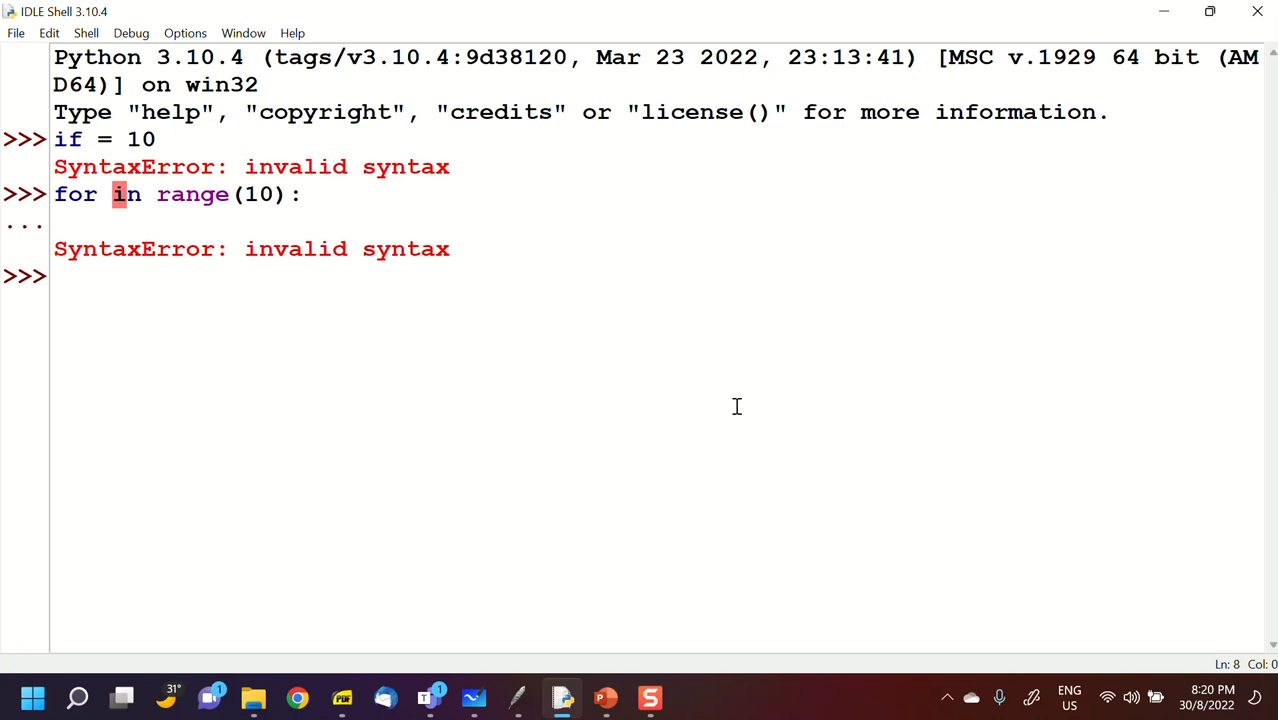 IDLE Shell 3.10.4
File Edit Shell Debug Options Window Help
Python 3.10.4 (tags/v3.10.4:9d38120, Mar 23 2022, 23:13:41) [MSC v.1929 64 bit (AM
D64)] on win32
Type "help", "copyright", "credits" or "license()" for more information.
>>> if = 10
SyntaxError: invalid syntax
>>> for in range(10):
...
SyntaxError: invalid syntax
>>>
Ln: 8 Col: 0
31°
1
PDF
T
1
P
S
ENG
US
8:20 PM
30/8/2022